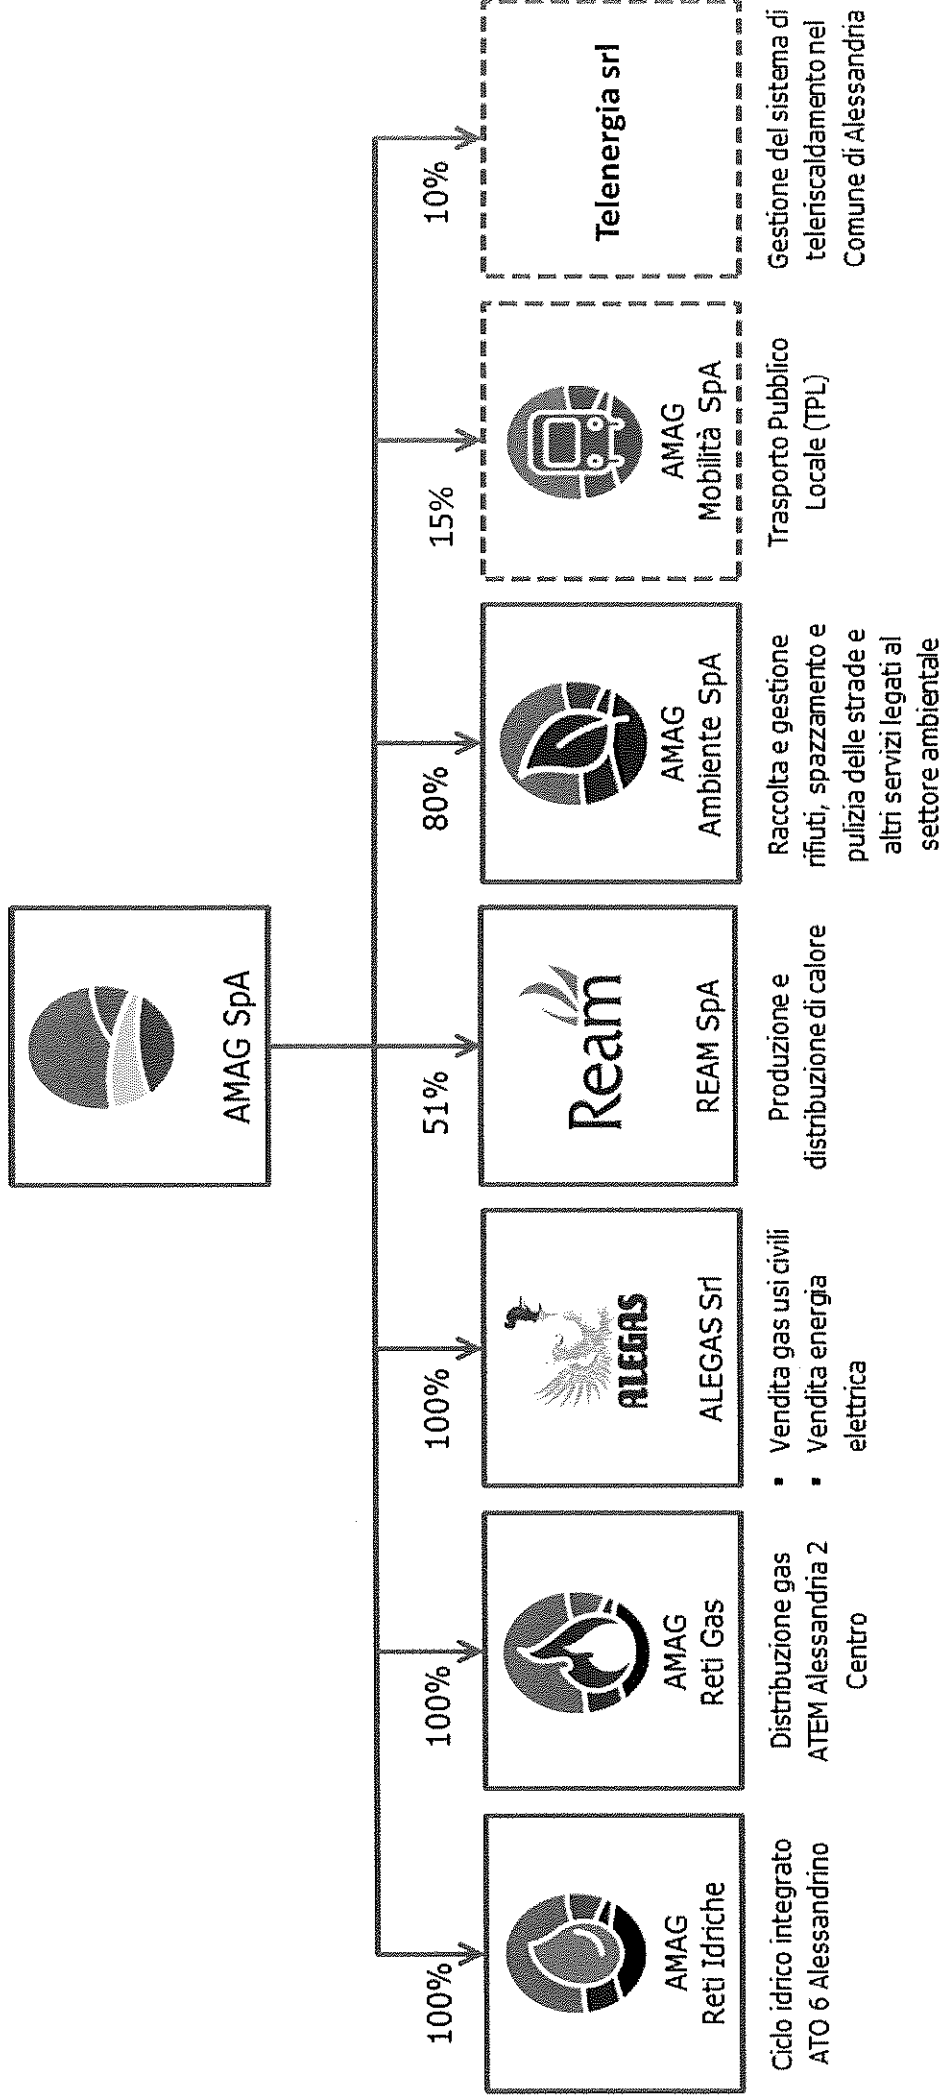 AMAG SpA
100%
100%
100%
51%
80%
15%
10%
AMAG
Reti Idriche
AMAG
Reti Gas
ALEGAS
ALEGAS Srl
Ream
REAM SpA
AMAG
Ambiente SpA
AMAG
Mobilità SpA
Telenergia srl
Ciclo idrico integrato
ATO 6 Alessandrino
Distribuzione gas
ATEM Alessandria 2
Centro
▪ Vendita gas usi civili
▪ Vendita energia
elettrica
Produzione e
distribuzione di calore
Raccolta e gestione
rifiuti, spazzamento e
pulizia delle strade e
altri servizi legati al
settore ambientale
Trasporto Pubblico
Locale (TPL)
Gestione del sistema di
teleriscaldamento nel
Comune di Alessandria